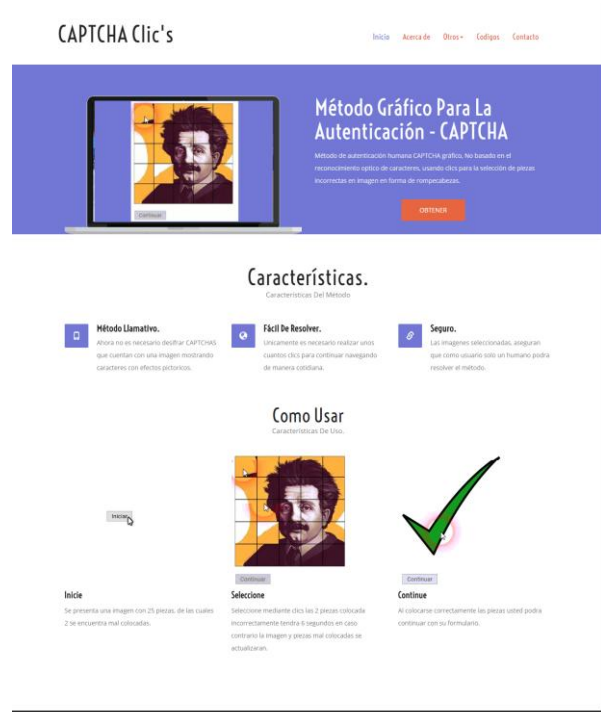 CAPTCHA Clic's
Inicio Acerca de Otros Codigos Contacto
Método Gráfico Para La
Autenticación - CAPTCHA
Método de autenticación humana CAPTCHA gráfico, No basado en el
reconocimiento optico de caracteres, usando clics para la selección de piezas
incorrectas en imagen en forma de rompecabezas.
Continuar
OBTENER
Características.
Características Del Método
Método Llamativo.
Ahora no es necesario desifrar CAPTCHAS
que cuentan con una imágen mostrando
caracteres con efectos pictoricos.
Fácil De Resolver.
Unicamente es necesario realizar unos
cuantos clics para continuar navegando
de manera cotidiana.
Seguro.
Las imagenes seleccionadas, aseguran
que como usuario solo un humano podra
resolver el método.
Como Usar
Características De Uso.
Iniciar
Continuar
Continuar
Inicie
Se presenta una imagen con 25 piezas, de las cuales
2 se encuentra mal colocadas.
Seleccione
Seleccione mediante clics las 2 piezas colocada
incorrectamente tendra 6 segundos en caso
contrario la imagen y piezas mal colocadas se
actualizaran.
Continue
Al colocarse correctamente las piezas usted podra
continuar con su formulario.